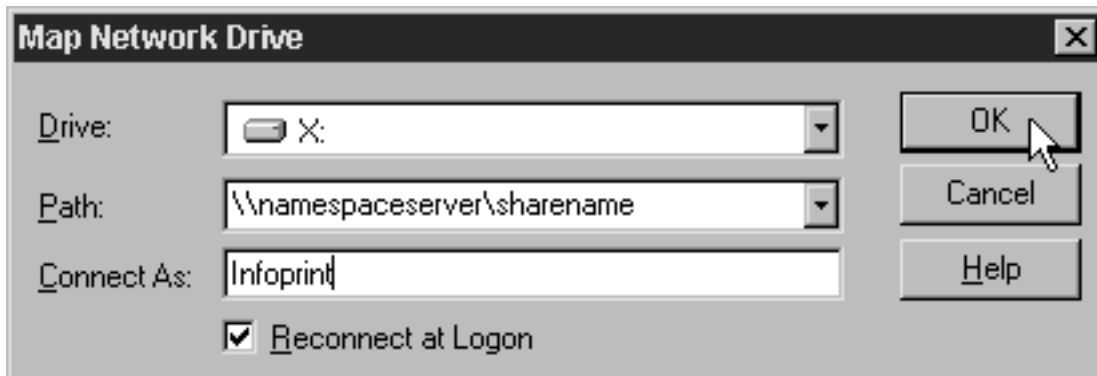 Map Network Drive
Drive: X: OK
Path: \\namespaceserver\sharename Cancel
Connect As: Infoprint Help
Reconnect at Logon